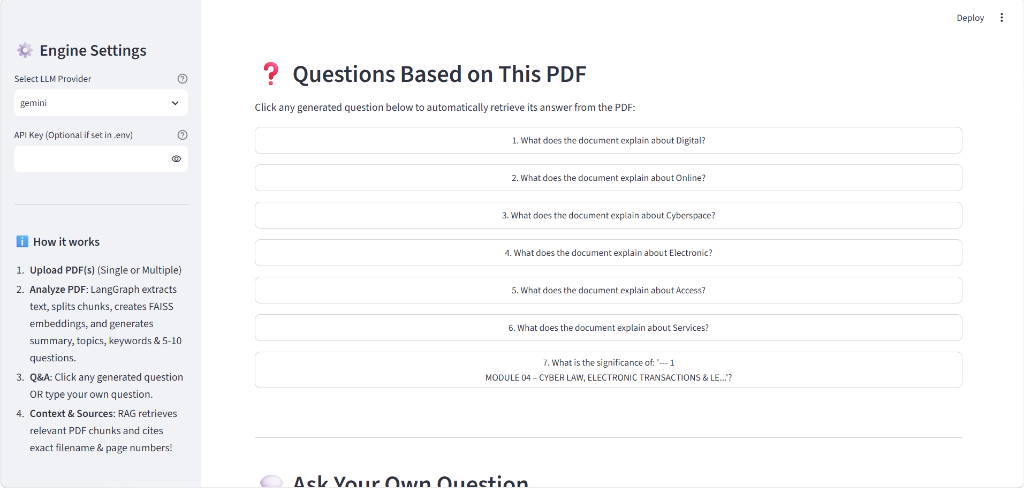 Deploy
Engine Settings
Select LLM Provider
gemini
API Key (Optional if set in .env)
How it works
1. Upload PDF(s) (Single or Multiple)
2. Analyze PDF: LangGraph extracts
text, splits chunks, creates FAISS
embeddings, and generates
summary, topics, keywords & 5-10
questions.
3. Q&A: Click any generated question
OR type your own question.
4. Context & Sources: RAG retrieves
relevant PDF chunks and cites
exact filename & page numbers!
Questions Based on This PDF
Click any generated question below to automatically retrieve its answer from the PDF:
1. What does the document explain about Digital?
2. What does the document explain about Online?
3. What does the document explain about Cyberspace?
4. What does the document explain about Electronic?
5. What does the document explain about Access?
6. What does the document explain about Services?
7. What is the significance of: '--- 1
MODULE 04 – CYBER LAW, ELECTRONIC TRANSACTIONS & LE...'?
Ask Your Own Question